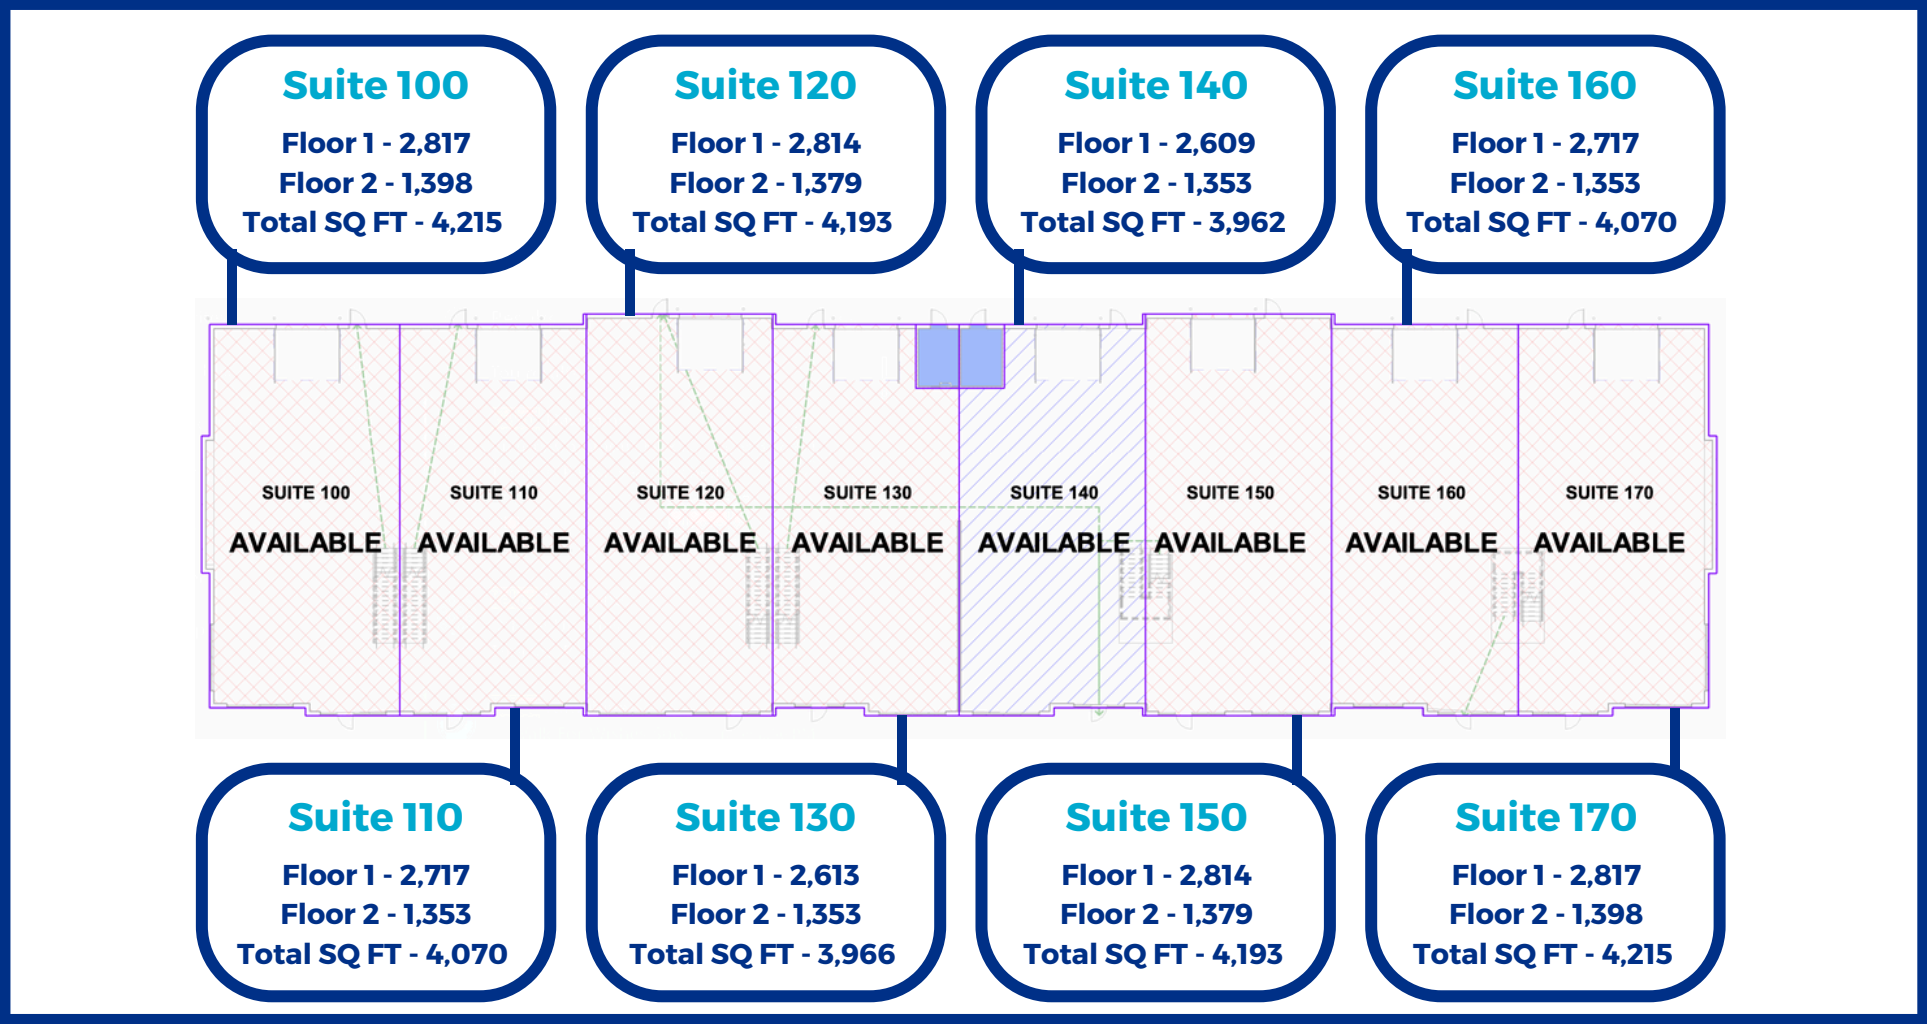 Suite 100
Floor 1 - 2,817
Floor 2 - 1,398
Total SQ FT - 4,215
Suite 120
Floor 1 - 2,814
Floor 2 - 1,379
Total SQ FT - 4,193
Suite 140
Floor 1 - 2,609
Floor 2 - 1,353
Total SQ FT - 3,962
Suite 160
Floor 1 - 2,717
Floor 2 - 1,353
Total SQ FT - 4,070
SUITE 100
AVAILABLE
SUITE 110
AVAILABLE
SUITE 120
AVAILABLE
SUITE 130
AVAILABLE
SUITE 140
AVAILABLE
SUITE 150
AVAILABLE
SUITE 160
AVAILABLE
SUITE 170
AVAILABLE
Suite 110
Floor 1 - 2,717
Floor 2 - 1,353
Total SQ FT - 4,070
Suite 130
Floor 1 - 2,613
Floor 2 - 1,353
Total SQ FT - 3,966
Suite 150
Floor 1 - 2,814
Floor 2 - 1,379
Total SQ FT - 4,193
Suite 170
Floor 1 - 2,817
Floor 2 - 1,398
Total SQ FT - 4,215